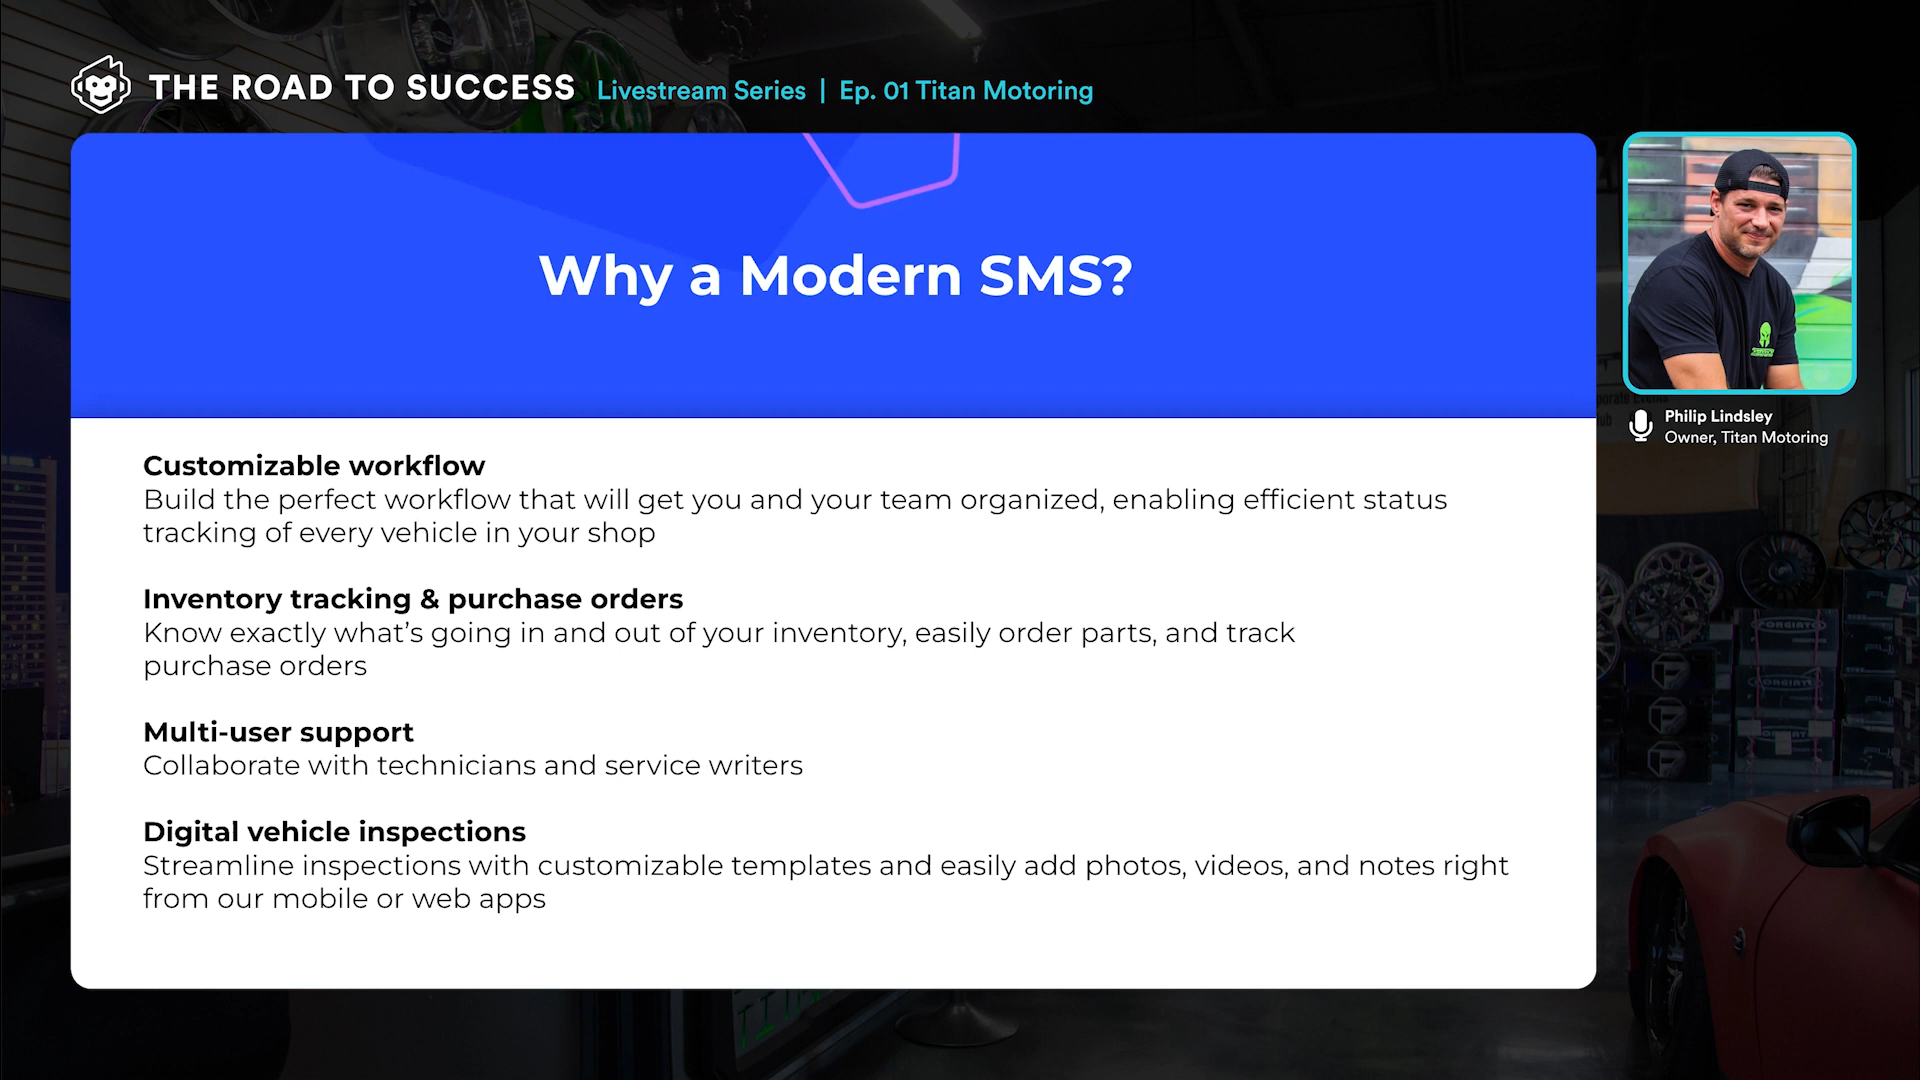 THE ROAD TO SUCCESS Livestream Series | Ep. 01 Titan Motoring
Why a Modern SMS?
Customizable workflow
Build the perfect workflow that will get you and your team organized, enabling efficient status
tracking of every vehicle in your shop
Inventory tracking & purchase orders
Know exactly what’s going in and out of your inventory, easily order parts, and track
purchase orders
Multi-user support
Collaborate with technicians and service writers
Digital vehicle inspections
Streamline inspections with customizable templates and easily add photos, videos, and notes right
from our mobile or web apps
Philip Lindsley
Owner, Titan Motoring